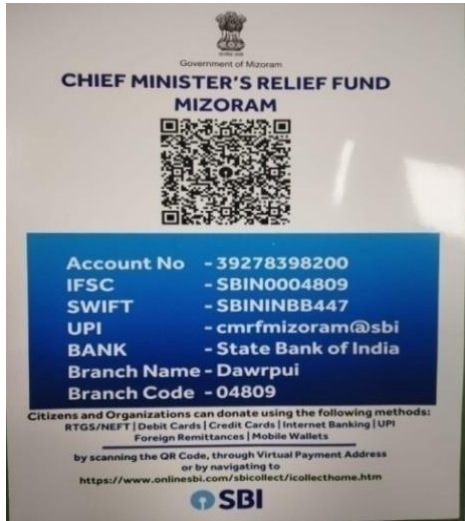 Government of Mizoram
CHIEF MINISTER'S RELIEF FUND
MIZORAM
Account No - 39278398200
IFSC - SBIN0004809
SWIFT - SBININBB447
UPI - cmrfmizoram@sbi
BANK - State Bank of India
Branch Name - Dawrpui
Branch Code - 04809
Citizens and Organizations can donate using the following methods:
RTGS/NEFT | Debit Cards | Credit Cards | Internet Banking | UPI
Foreign Remittances | Mobile Wallets
by scanning the QR Code, through Virtual Payment Address
or by navigating to
https://www.onlinesbi.com/sbicollect/icollecthome.htm
SBI